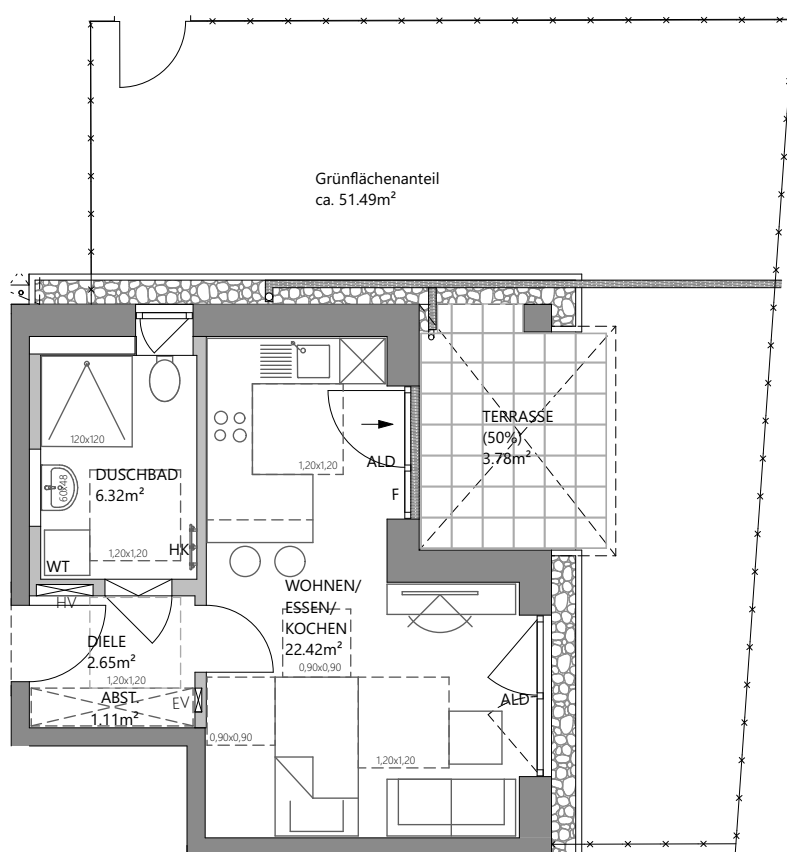 Grünflächenanteil
ca. 51.49m²
TERRASSE
(50%)
3.78m²
120x120
ALD
1,20x1,20
DUSCHBAD
6.32m²
60x48
F
1,20x1,20
HK
WT
HV
WOHNEN/
ESSEN/
KOCHEN
22.42m²
0,90x0,90
DIELE
2.65m²
1,20x1,20
ABST.
1.11m²
EV
ALD
0,90x0,90
1,20x1,20